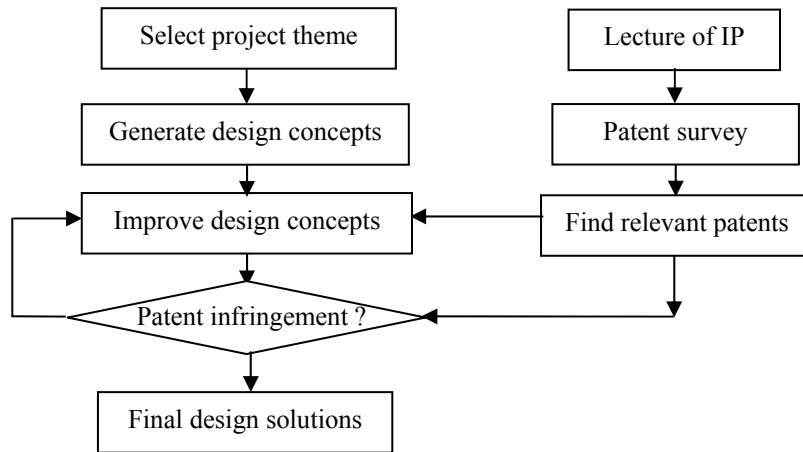 Select project theme
Lecture of IP
Generate design concepts
Patent survey
Improve design concepts
Find relevant patents
Patent infringement ?
Final design solutions